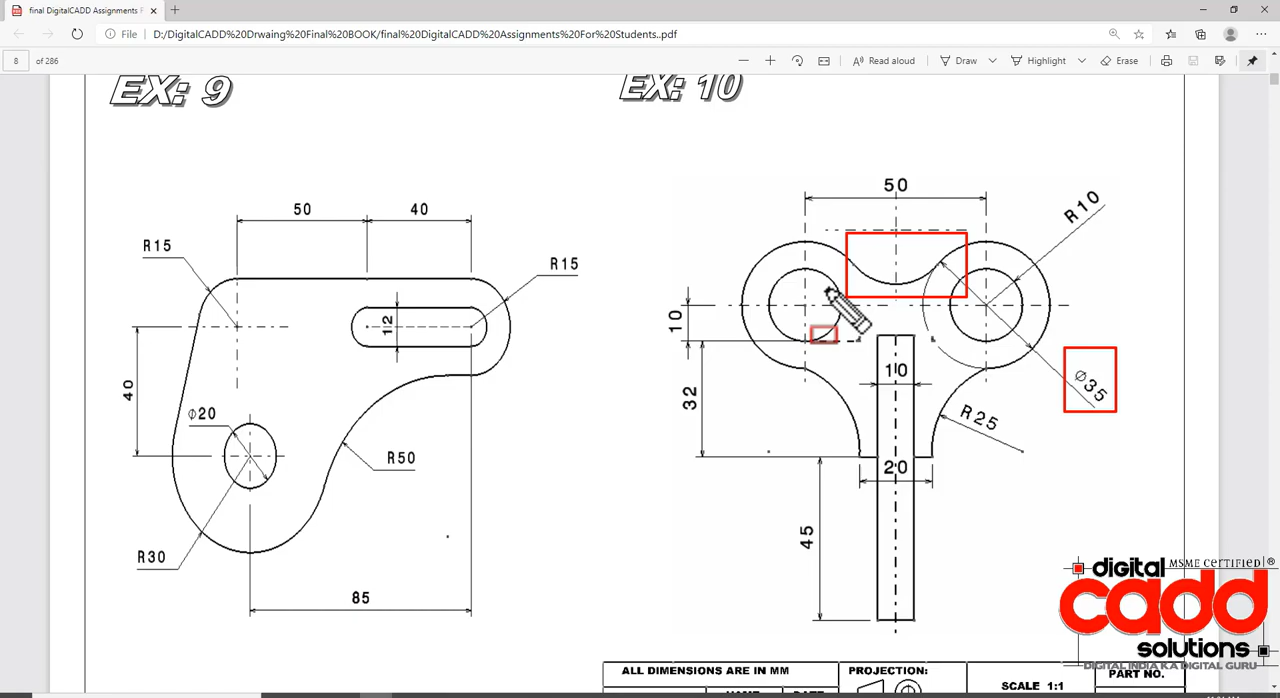 final DigitalCADD Assignments F
File
D:/DigitalCADD%20Drwaing%20Final%20BOOK/final%20DigitalCADD%20Assignments%20For%20Students..pdf
8
of 286
Read aloud
Draw
Highlight
Erase
EX: 9
EX: 10
50
40
R15
R15
12
40
Ø20
R50
R30
85
50
R10
10
10
32
Ø35
R25
20
45
digital
MSME CERTIFIED ®
cadd
solutions
DIGITAL INDIA KA DIGITAL GURU
ALL DIMENSIONS ARE IN MM
PROJECTION:
SCALE 1:1
PART NO.
NAME
DATE